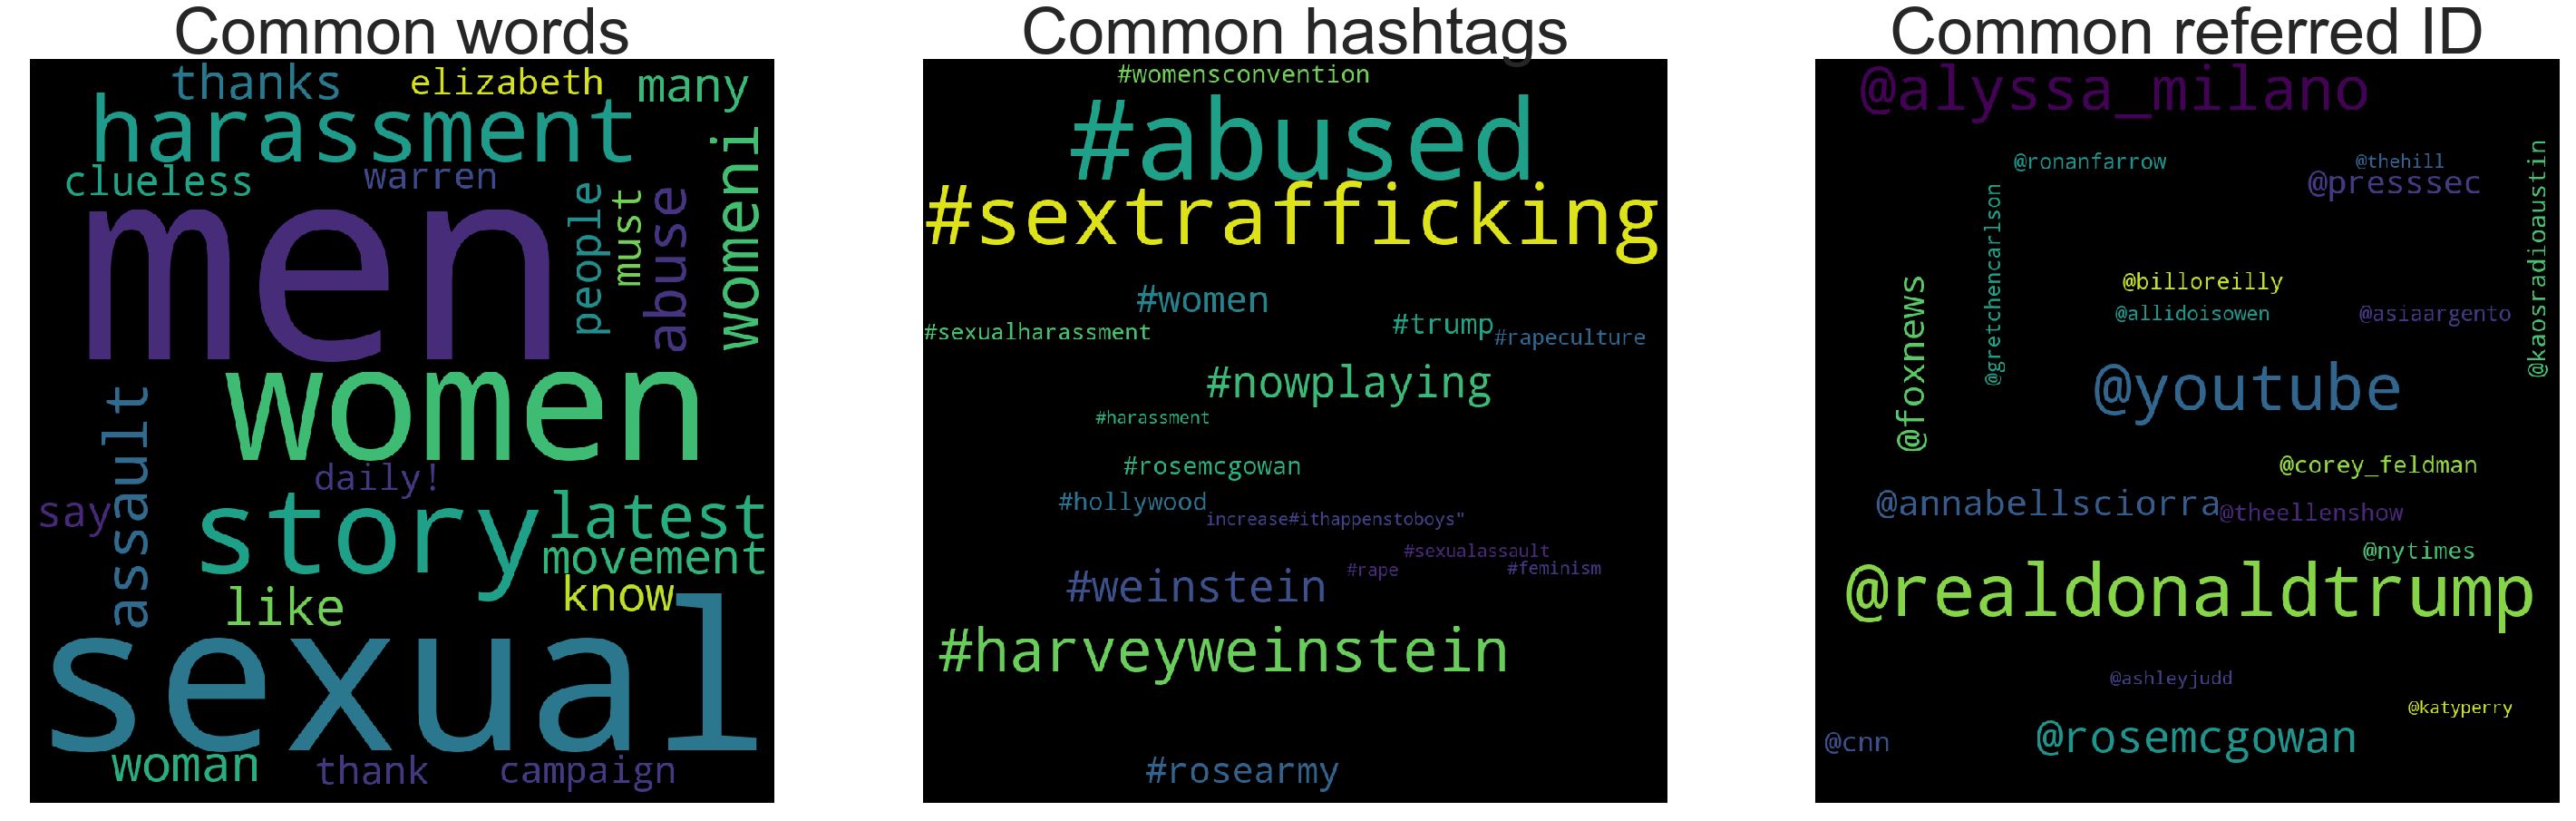 Common words
thanks
elizabeth
many
harassment
womeni
clueless
warren
people
must
abuse
men
women
assault
daily!
say
story
latest
movement
like
know
sexual
woman
thank
campaign
Common hashtags
#womensconvention
#abused
#sextrafficking
#women
#trump
#sexualharassment
#rapeculture
#nowplaying
#harassment
#rosemcgowan
#hollywood
increase#ithappenstoboys"
#sexualassault
#rape
#feminism
#weinstein
#harveyweinstein
#rosearmy
Common referred ID
@alyssa_milano
@ronanfarrow
@thehill
@presssec
@kaosradioaustin
@gretchencarlson
@foxnews
@billoreilly
@allidoisowen
@asiaargento
@youtube
@corey_feldman
@annabellsciorra
@theellenshow
@nytimes
@realdonaldtrump
@ashleyjudd
@katyperry
@cnn
@rosemcgowan